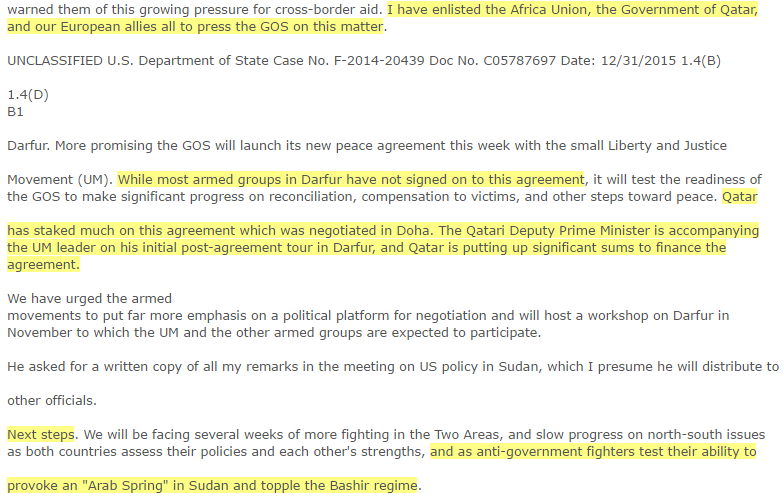 warned them of this growing pressure for cross-border aid. I have enlisted the Africa Union, the Government of Qatar,
and our European allies all to press the GOS on this matter.
UNCLASSIFIED U.S. Department of State Case No. F-2014-20439 Doc No. C05787697 Date: 12/31/2015 1.4(B)
1.4(D)
B1
Darfur. More promising the GOS will launch its new peace agreement this week with the small Liberty and Justice
Movement (UM). While most armed groups in Darfur have not signed on to this agreement, it will test the readiness of
the GOS to make significant progress on reconciliation, compensation to victims, and other steps toward peace. Qatar
has staked much on this agreement which was negotiated in Doha. The Qatari Deputy Prime Minister is accompanying
the UM leader on his initial post-agreement tour in Darfur, and Qatar is putting up significant sums to finance the
agreement.
We have urged the armed
movements to put far more emphasis on a political platform for negotiation and will host a workshop on Darfur in
November to which the UM and the other armed groups are expected to participate.
He asked for a written copy of all my remarks in the meeting on US policy in Sudan, which I presume he will distribute to
other officials.
Next steps. We will be facing several weeks of more fighting in the Two Areas, and slow progress on north-south issues
as both countries assess their policies and each other's strengths, and as anti-government fighters test their ability to
provoke an "Arab Spring" in Sudan and topple the Bashir regime.